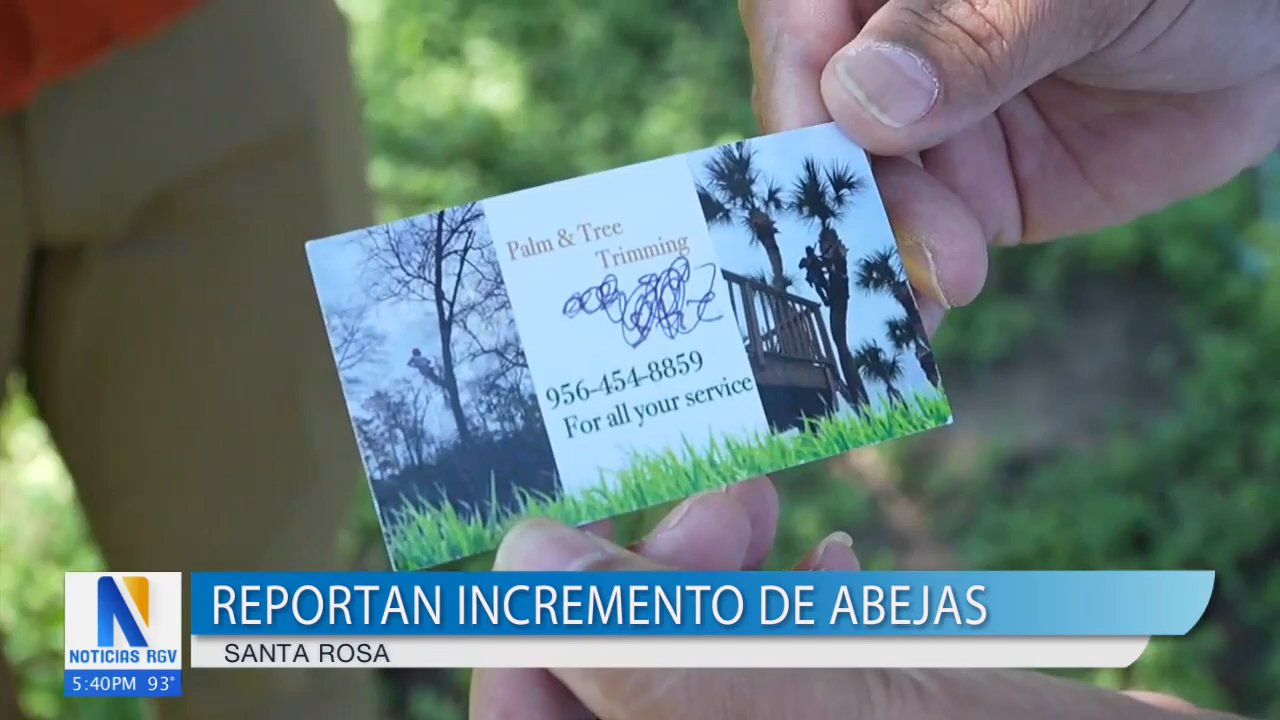 Palm & Tree
Trimming
956-454-8859
For all your service
REPORTAN INCREMENTO DE ABEJAS
SANTA ROSA
N
NOTICIAS RGV
5:40PM 93°